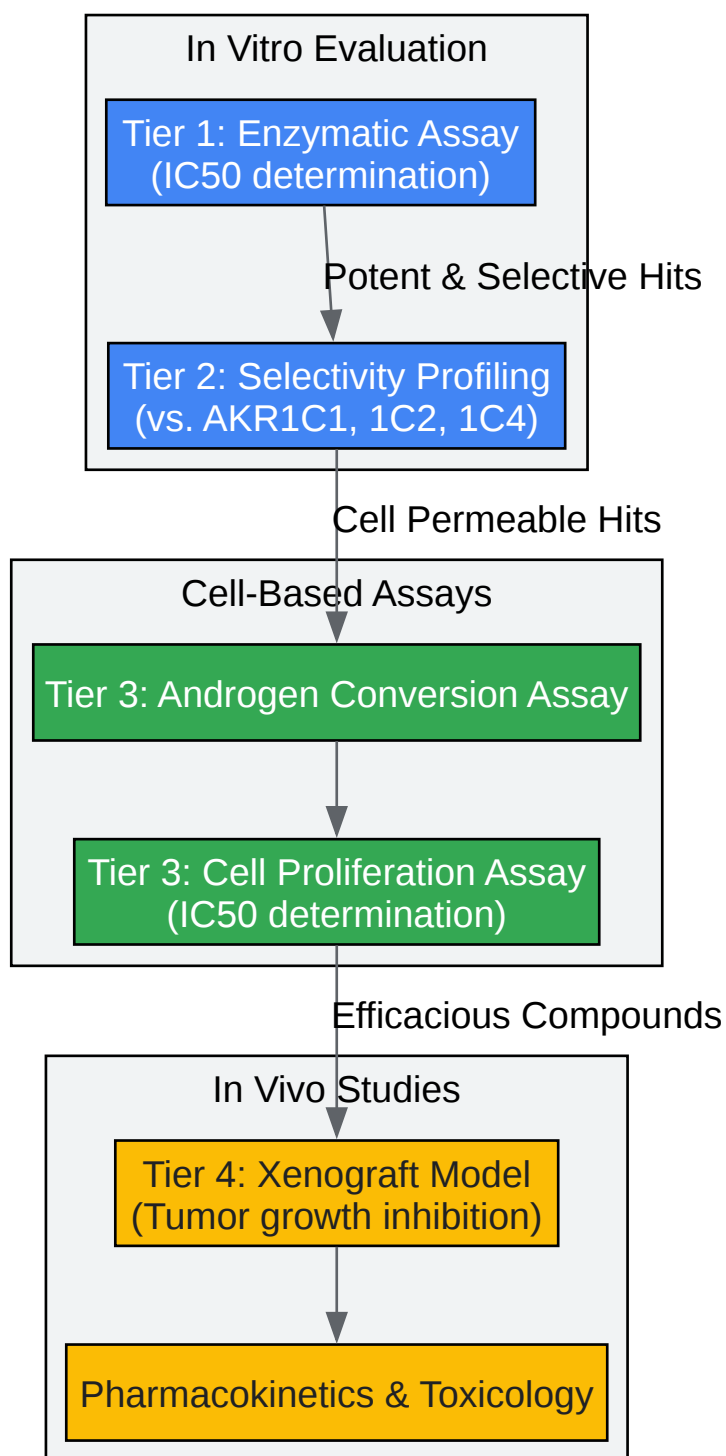 In Vitro Evaluation
Tier 1: Enzymatic Assay
(IC50 determination)
Potent & Selective Hits
Tier 2: Selectivity Profiling
(vs. AKR1C1, 1C2, 1C4)
Cell Permeable Hits
Cell-Based Assays
Tier 3: Androgen Conversion Assay
Tier 3: Cell Proliferation Assay
(IC50 determination)
Efficacious Compounds
In Vivo Studies
Tier 4: Xenograft Model
(Tumor growth inhibition)
Pharmacokinetics & Toxicology